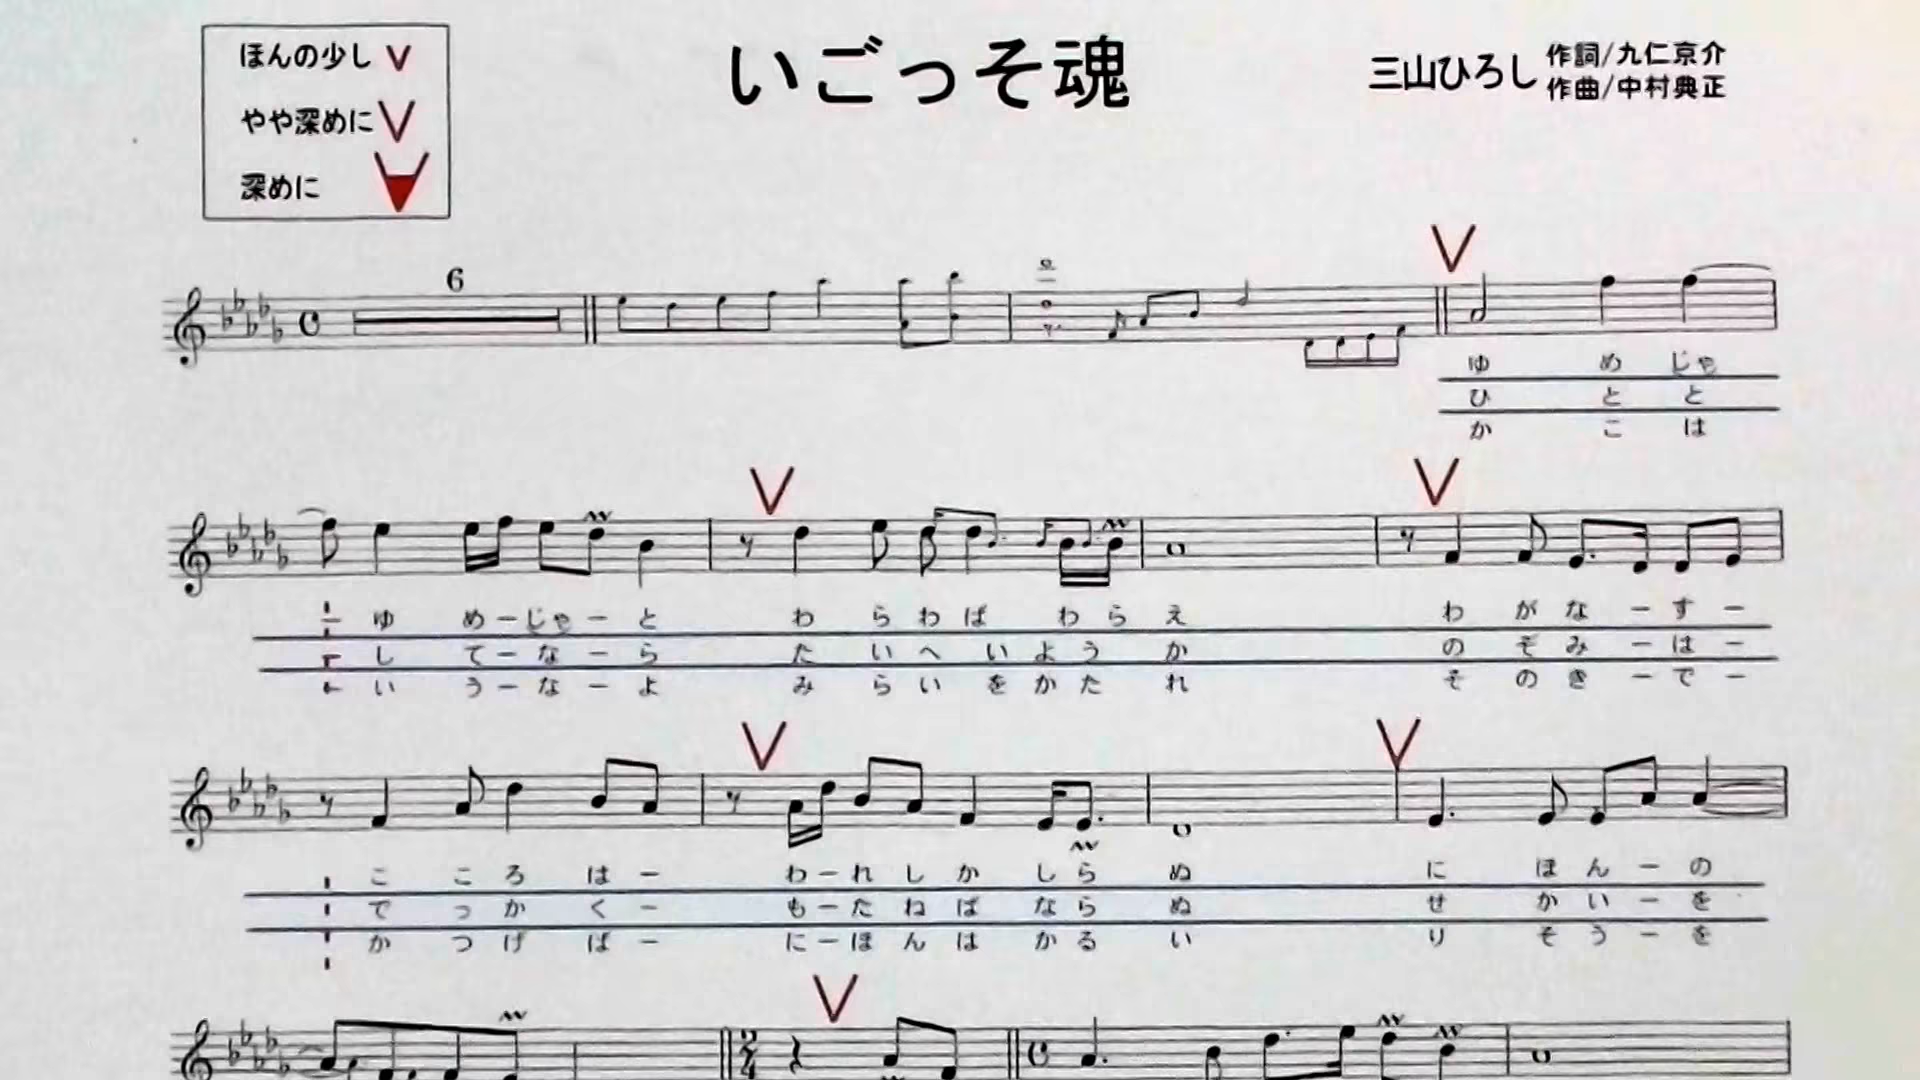 ほんの少し V
やや深めに V
深めに
いごっそ魂
三山ひろし
作詞/九仁京介
作曲/中村典正
6
ゆ め じゃ
ひ と と
か こ は
ー ゆ めーじゃーと わ らわば わら え わ がなーすー
し てーなーら た いへ いよう か の ぞみーはー
い うーなーよ み らい をかた れ そ のきーでー
こ ころ はー わーれしか しら ぬ に ほんーの
で っか くー もーたねば なら ぬ せ かいーを
か つげ ばー にーほんは かる い り そうーを
2
4